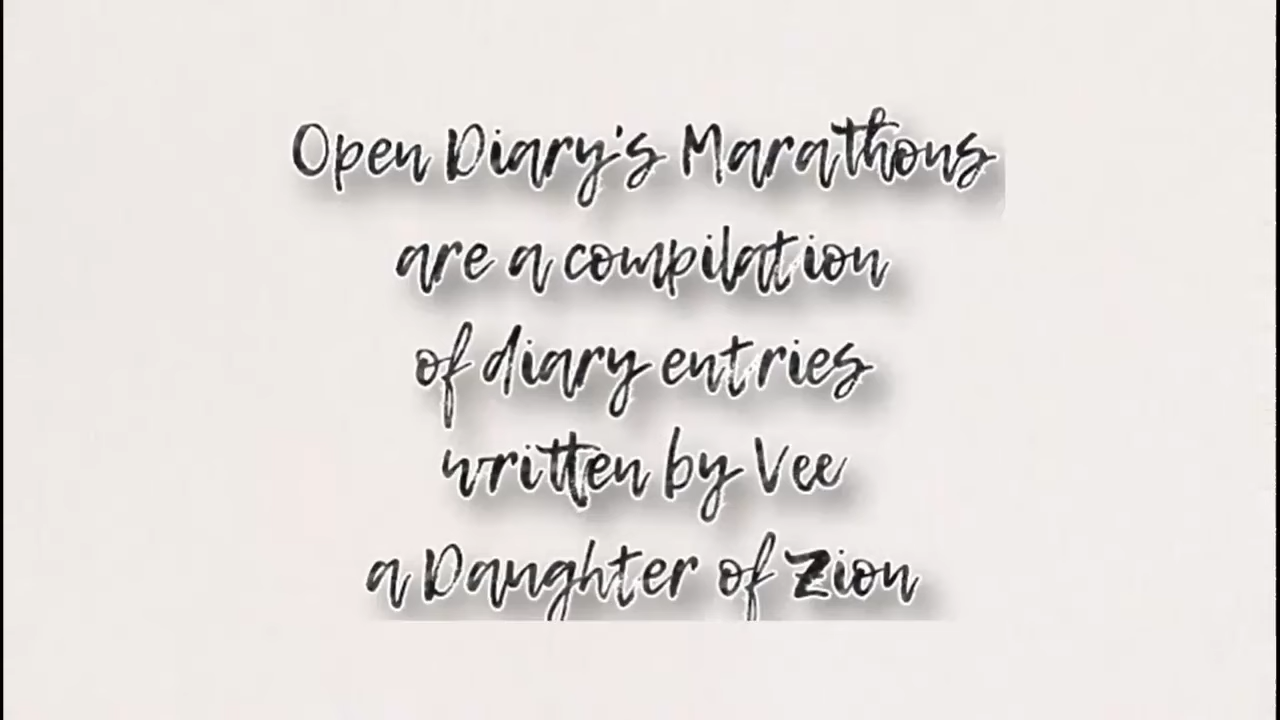 Open Diary's Marathons
are a compilation
of diary entries
written by Vee
a Daughter of Zion